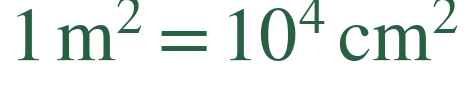 1 m² = 10⁴ cm²